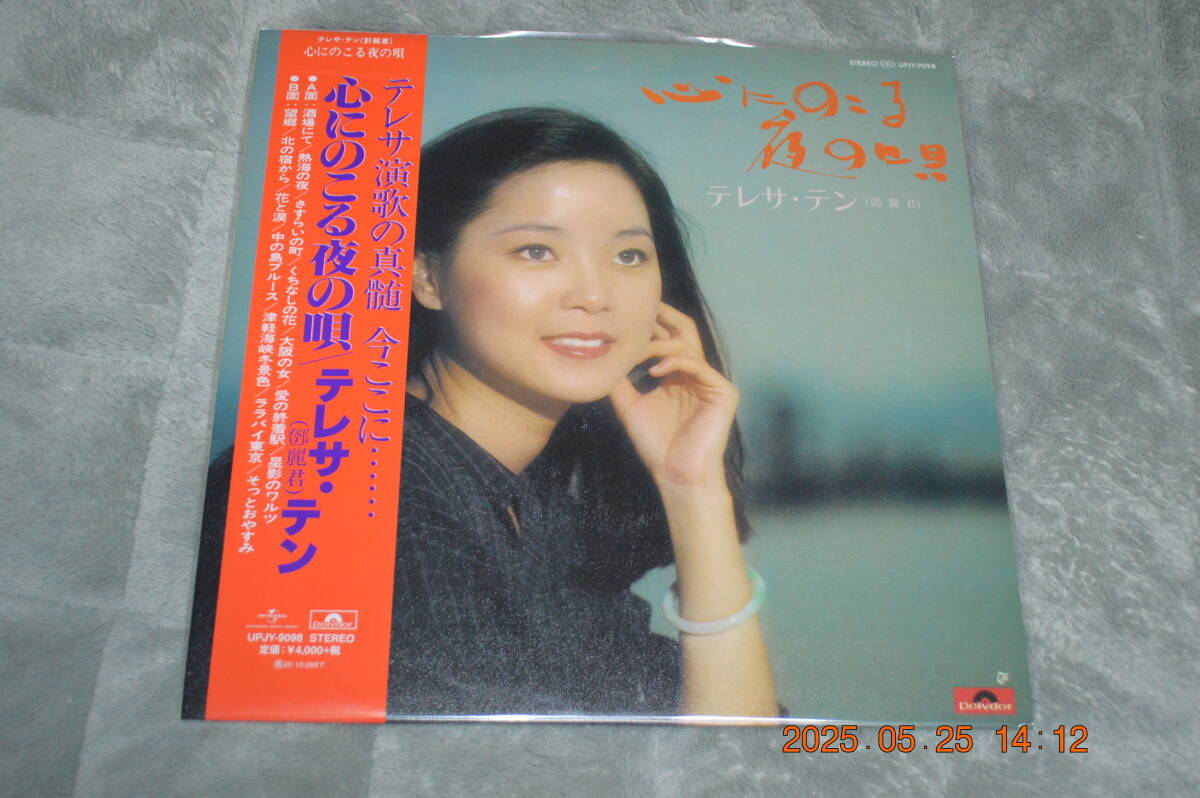 テレサ・テン(鄧麗君)
心にのこる夜の唄
テレサ演歌の真髄 今ここに……
心にのこる夜の唄/テレサ・テン
(鄧麗君)
●A面:酒場にて/熱海の夜/さすらいの町/くちなしの花/大阪の女/愛の終着駅/星影のワルツ
●B面:望郷/北の宿から/花と涙/中の島ブルース/津軽海峡冬景色/ララバイ東京/そっとおやすみ
UNIVERSAL
Polydor
UPJY-9098 STEREO
定価:¥4,000+税
STEREO UPJY-9098
心にのこる
夜の唄
テレサ・テン(鄧麗君)
Polydor
2025.05.25 14:12